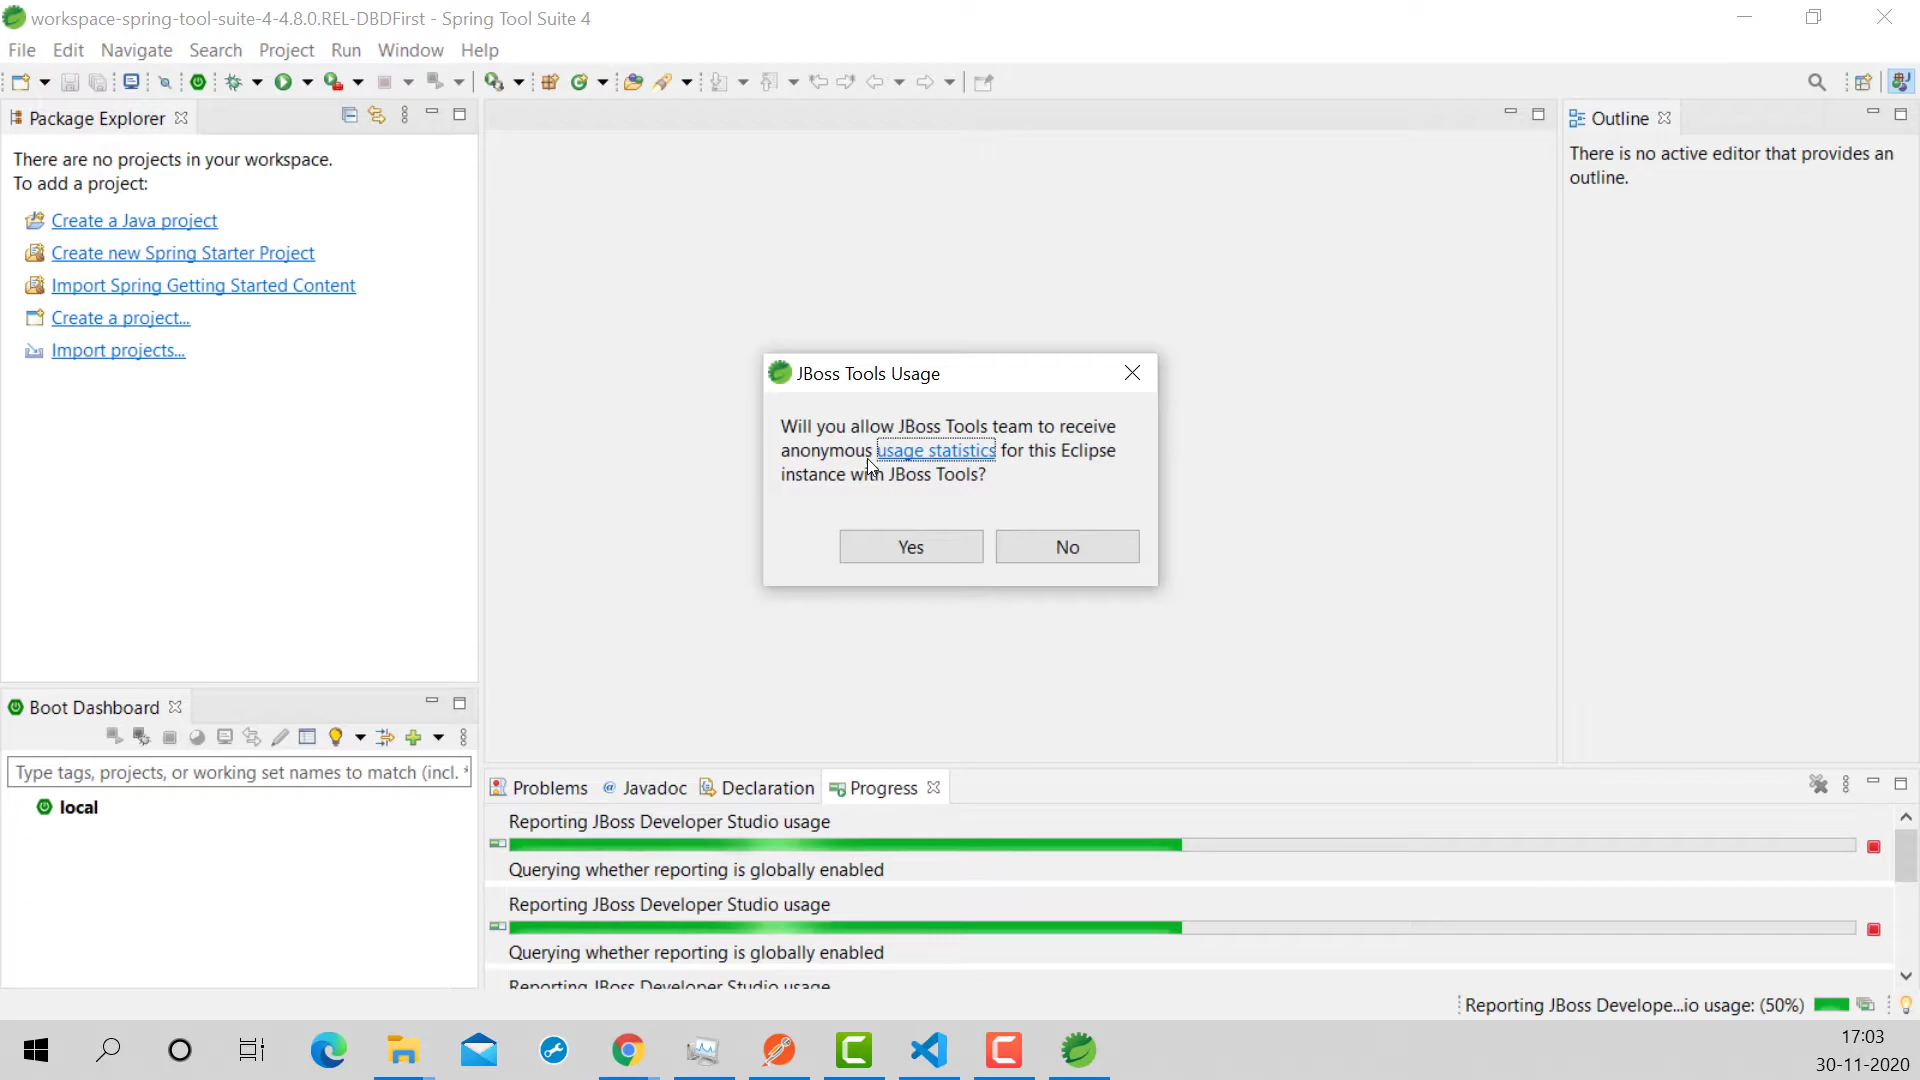 workspace-spring-tool-suite-4-4.8.0.REL-DBDFirst - Spring Tool Suite 4
File Edit Navigate Search Project Run Window Help
Package Explorer
There are no projects in your workspace.
To add a project:
Create a Java project
Create new Spring Starter Project
Import Spring Getting Started Content
Create a project...
Import projects...
Outline
There is no active editor that provides an
outline.
JBoss Tools Usage
Will you allow JBoss Tools team to receive
anonymous usage statistics for this Eclipse
instance with JBoss Tools?
Yes No
Boot Dashboard
Type tags, projects, or working set names to match (incl. *
local
Problems @ Javadoc Declaration Progress
Reporting JBoss Developer Studio usage
Querying whether reporting is globally enabled
Reporting JBoss Developer Studio usage
Querying whether reporting is globally enabled
Reporting JBoss Developer Studio usage
Reporting JBoss Develope...io usage: (50%)
17:03
30-11-2020